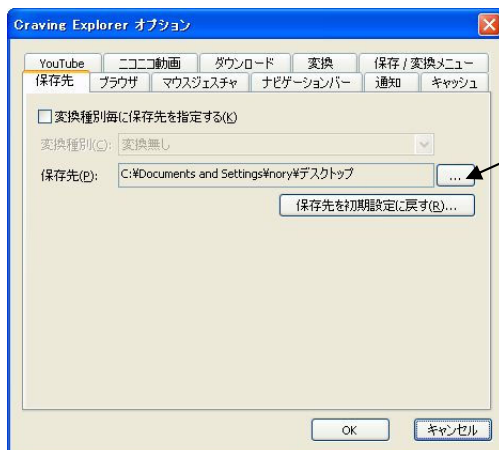 Craving Explorer オプション
YouTube ニコニコ動画 ダウンロード 変換 保存 / 変換メニュー
保存先 ブラウザ マウスジェスチャ ナビゲーションバー 通知 キャッシュ
変換種別毎に保存先を指定する(K)
変換種別(C): 変換無し
保存先(P): C:¥Documents and Settings¥nory¥デスクトップ ...
保存先を初期設定に戻す(R)...
OK キャンセル